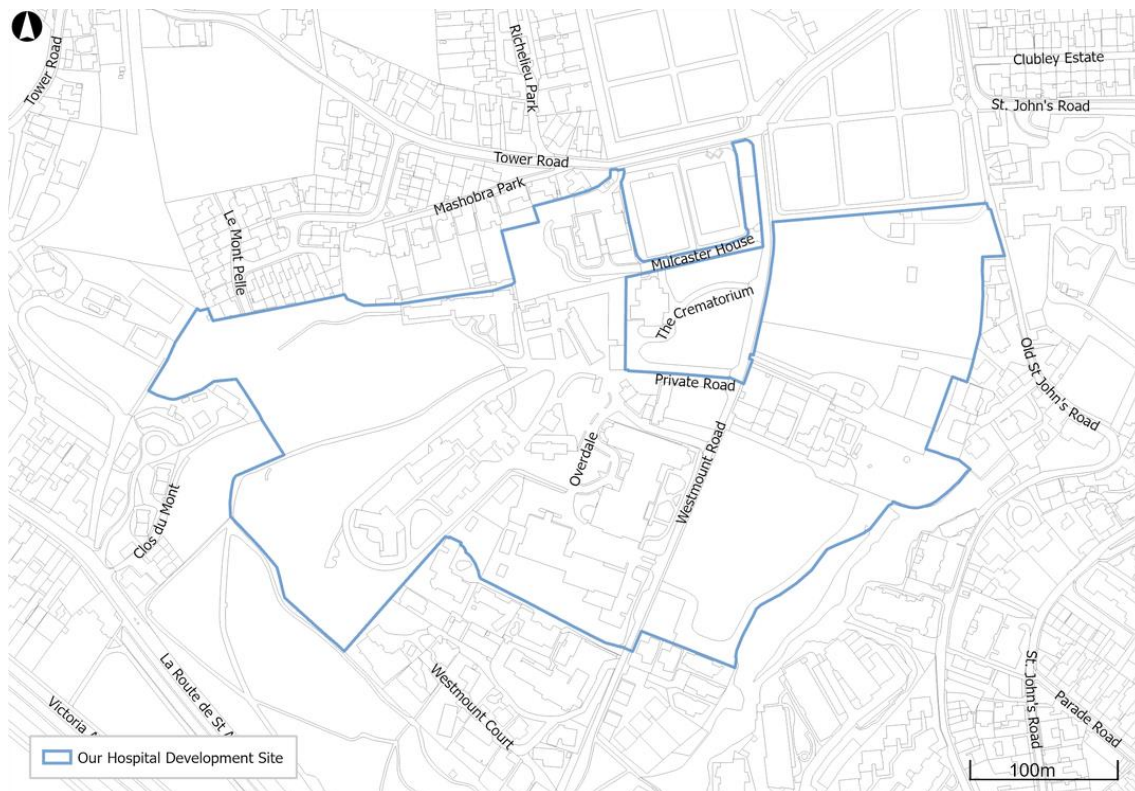 Tower Road
Richelieu Park
Clubley Estate
St. John's Road
Tower Road
Mashobra Park
Le Mont Pelle
Mulcaster House
The Crematorium
Private Road
Old St John's Road
Overdale
Westmount Road
Clos du Mont
La Route de St A
Westmount Court
Victoria A
St. John's Road
Parade Road
Our Hospital Development Site
100m